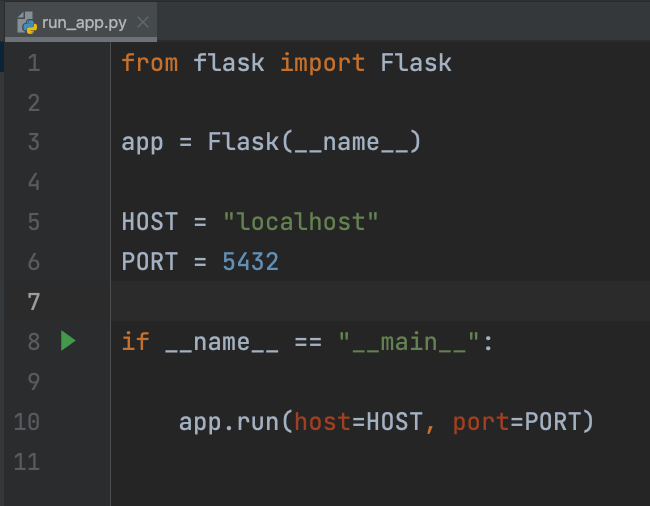 run_app.py
1 from flask import Flask
2
3 app = Flask(__name__)
4
5 HOST = "localhost"
6 PORT = 5432
7
8 if __name__ == "__main__":
9
10     app.run(host=HOST, port=PORT)
11